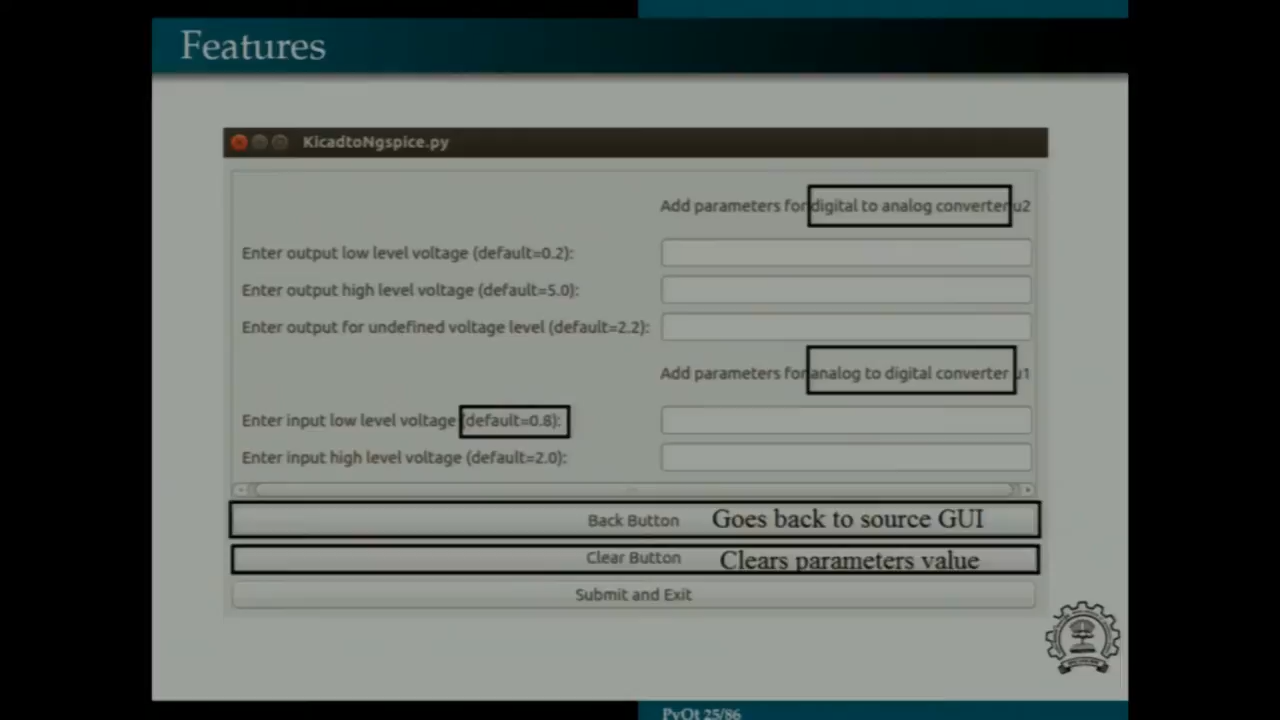 Features
KicadtoNgspice.py
Add parameters for digital to analog converter u2
Enter output low level voltage (default=0.2):
Enter output high level voltage (default=5.0):
Enter output for undefined voltage level (default=2.2):
Add parameters for analog to digital converter u1
Enter input low level voltage (default=0.8):
Enter input high level voltage (default=2.0):
Back Button Goes back to source GUI
Clear Button Clears parameters value
Submit and Exit
PyQt 25/86